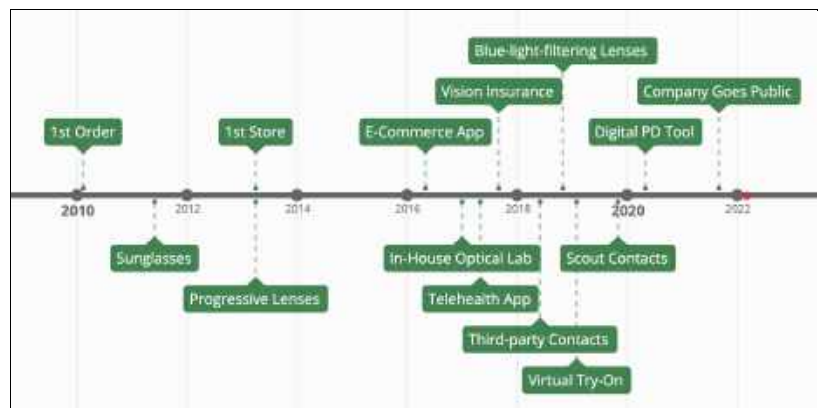 Blue-light-filtering Lenses
Vision Insurance
Company Goes Public
1st Order
1st Store
E-Commerce App
Digital PD Tool
2010
2012
2014
2016
2018
2020
2022
Sunglasses
In-House Optical Lab
Scout Contacts
Progressive Lenses
Telehealth App
Third-party Contacts
Virtual Try-On